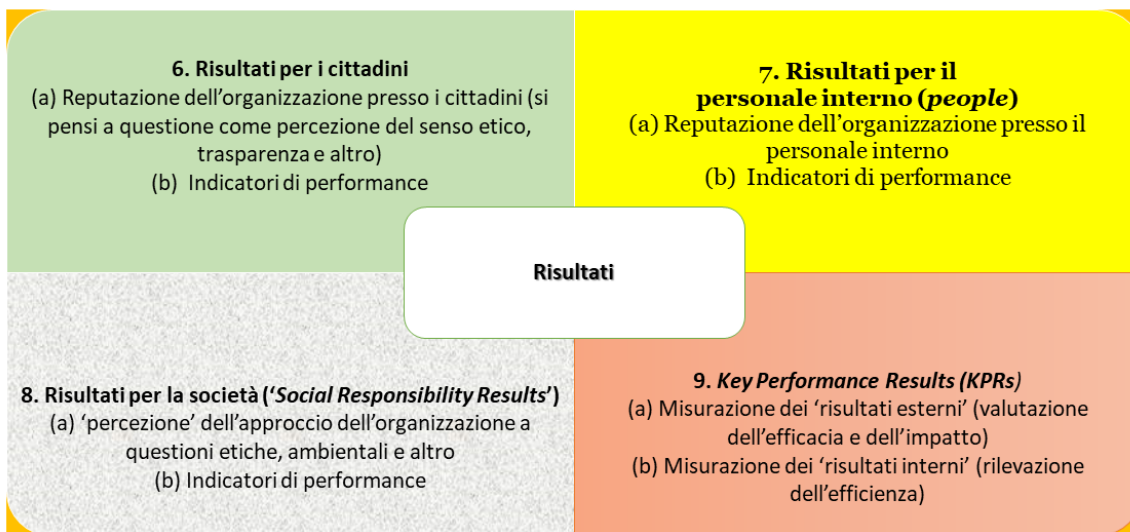 6. Risultati per i cittadini
(a) Reputazione dell’organizzazione presso i cittadini (si
pensi a questione come percezione del senso etico,
trasparenza e altro)
(b) Indicatori di performance
7. Risultati per il
personale interno (people)
(a) Reputazione dell’organizzazione presso il
personale interno
(b) Indicatori di performance
Risultati
8. Risultati per la società (‘Social Responsibility Results’)
(a) ‘percezione’ dell’approccio dell’organizzazione a
questioni etiche, ambientali e altro
(b) Indicatori di performance
9. Key Performance Results (KPRs)
(a) Misurazione dei ‘risultati esterni’ (valutazione
dell’efficacia e dell’impatto)
(b) Misurazione dei ‘risultati interni’ (rilevazione
dell’efficienza)